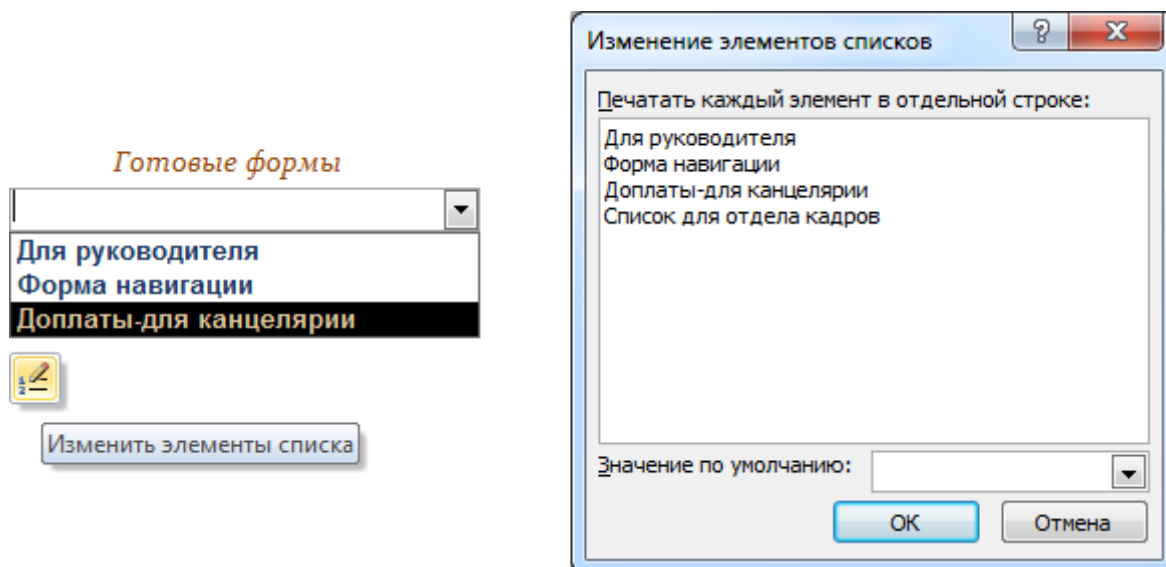 Готовые формы
Для руководителя
Форма навигации
Доплаты-для канцелярии
Изменить элементы списка
Изменение элементов списков
Печатать каждый элемент в отдельной строке:
Для руководителя
Форма навигации
Доплаты-для канцелярии
Список для отдела кадров
Значение по умолчанию:
ОК
Отмена